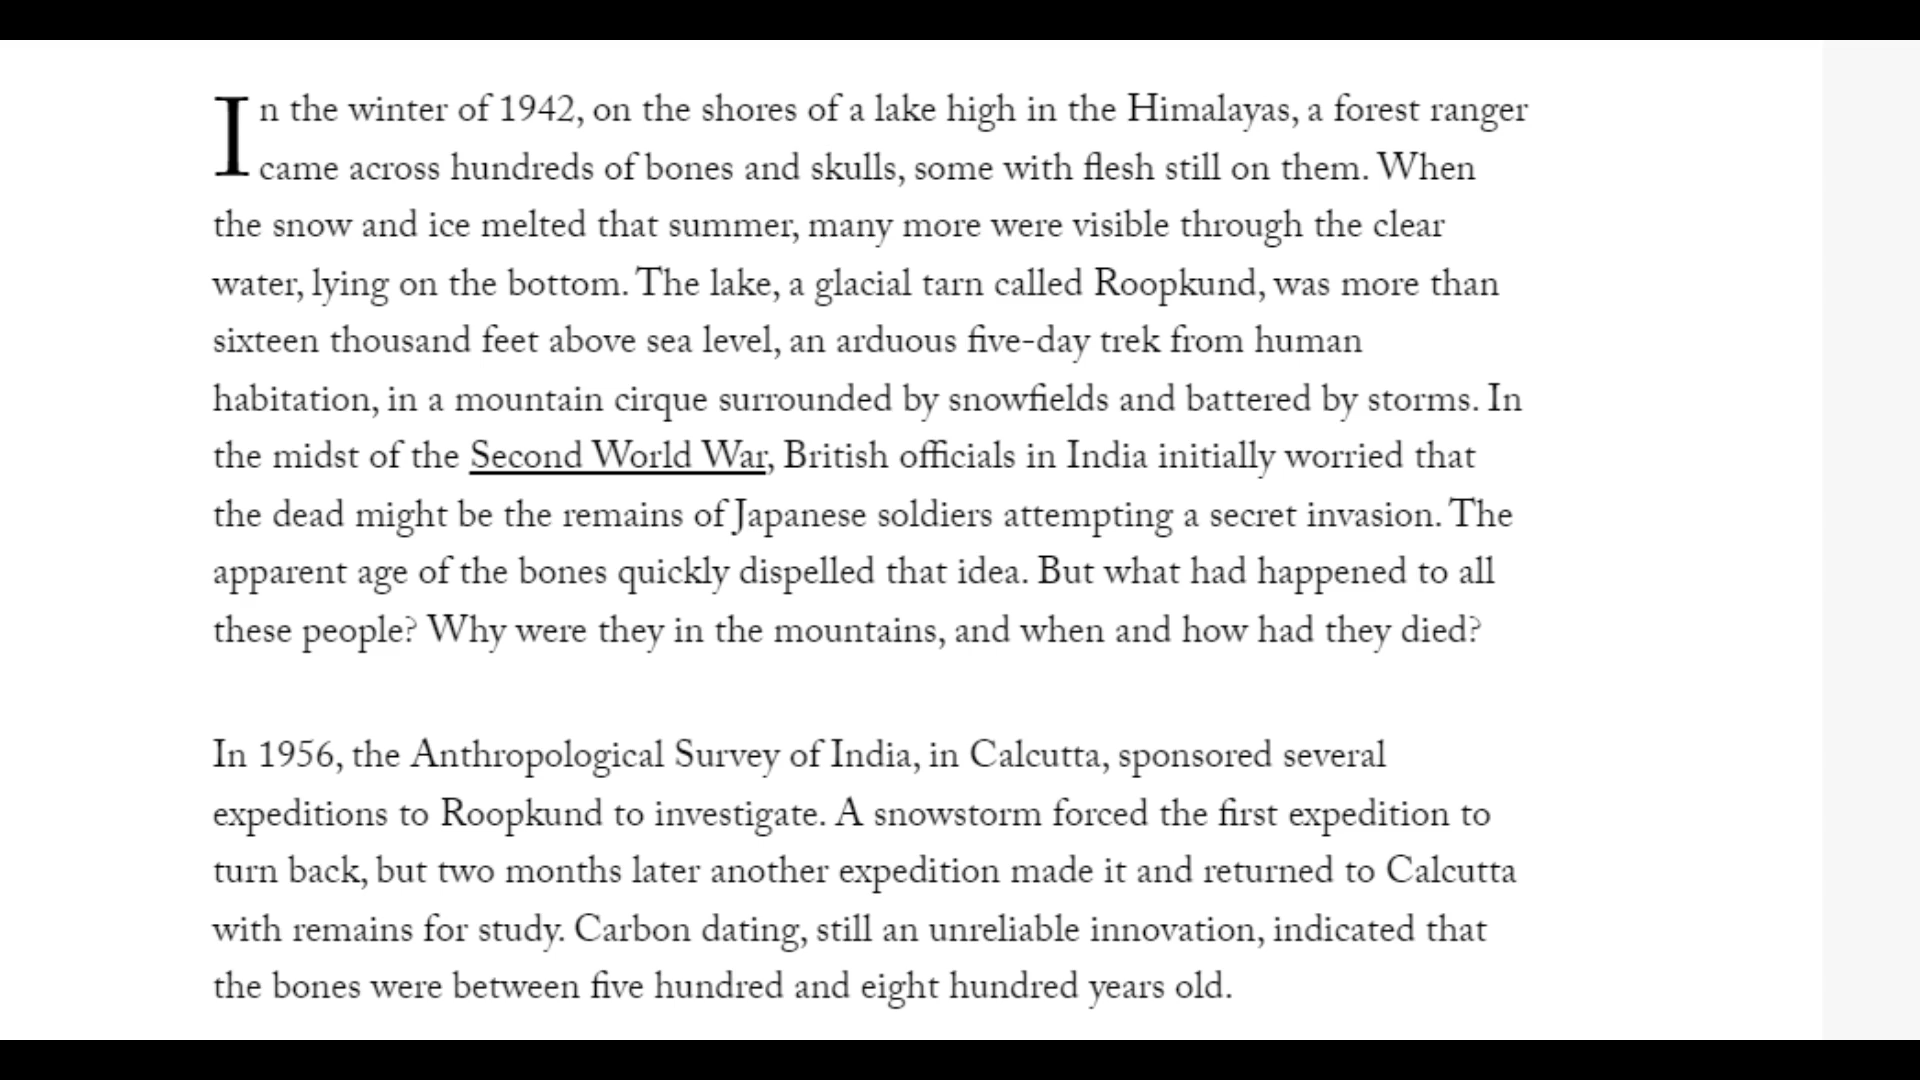 In the winter of 1942, on the shores of a lake high in the Himalayas, a forest ranger
came across hundreds of bones and skulls, some with flesh still on them. When
the snow and ice melted that summer, many more were visible through the clear
water, lying on the bottom. The lake, a glacial tarn called Roopkund, was more than
sixteen thousand feet above sea level, an arduous five-day trek from human
habitation, in a mountain cirque surrounded by snowfields and battered by storms. In
the midst of the Second World War, British officials in India initially worried that
the dead might be the remains of Japanese soldiers attempting a secret invasion. The
apparent age of the bones quickly dispelled that idea. But what had happened to all
these people? Why were they in the mountains, and when and how had they died?
In 1956, the Anthropological Survey of India, in Calcutta, sponsored several
expeditions to Roopkund to investigate. A snowstorm forced the first expedition to
turn back, but two months later another expedition made it and returned to Calcutta
with remains for study. Carbon dating, still an unreliable innovation, indicated that
the bones were between five hundred and eight hundred years old.